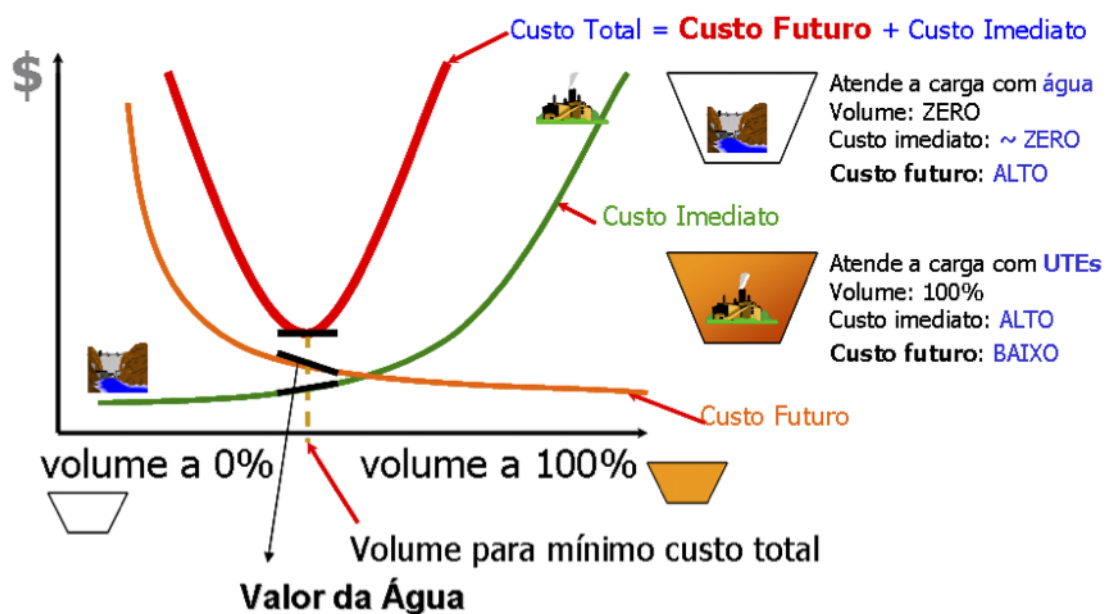 Custo Total = Custo Futuro + Custo Imediato
$
Atende a carga com água
Volume: ZERO
Custo imediato: ~ ZERO
Custo futuro: ALTO
Custo Imediato
Atende a carga com UTEs
Volume: 100%
Custo imediato: ALTO
Custo futuro: BAIXO
Custo Futuro
volume a 0%
volume a 100%
Volume para mínimo custo total
Valor da Água